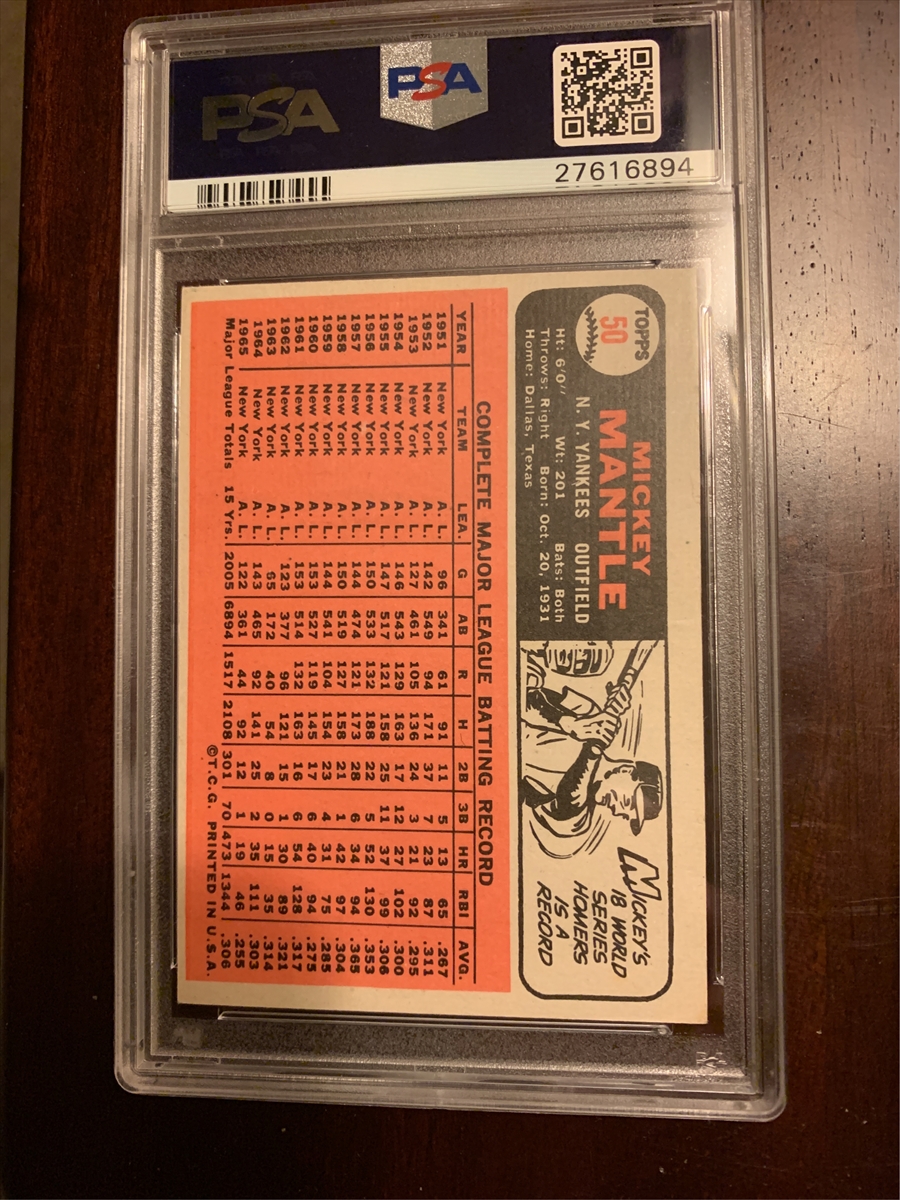 PSA
PSA
27616894
TOPPS
50
MICKEY
MANTLE
N. Y. YANKEES OUTFIELD
Ht: 6'0" Wt: 201 Bats: Both
Throws: Right Born: Oct. 20, 1931
Home: Dallas, Texas
MICKEY'S
18 WORLD
SERIES
HOMERS
IS A
RECORD
COMPLETE MAJOR LEAGUE BATTING RECORD
YEAR TEAM LEA. G AB R H 2B 3B HR RBI AVG.
1951 New York A. L. 96 341 61 91 11 5 13 65 .267
1952 New York A. L. 142 549 94 171 37 7 23 87 .311
1953 New York A. L. 127 461 105 136 24 3 21 92 .295
1954 New York A. L. 146 543 129 163 17 12 27 102 .300
1955 New York A. L. 147 517 121 158 25 11 37 99 .306
1956 New York A. L. 150 533 132 188 22 5 52 130 .353
1957 New York A. L. 144 474 121 173 28 6 34 94 .365
1958 New York A. L. 150 519 127 158 21 1 42 97 .304
1959 New York A. L. 144 541 104 154 23 4 31 75 .285
1960 New York A. L. 153 527 119 145 17 6 40 94 .275
1961 New York A. L. 153 514 132 163 16 6 54 128 .317
1962 New York A. L. 123 377 96 121 15 1 30 89 .321
1963 New York A. L. 65 172 40 54 8 0 15 35 .314
1964 New York A. L. 143 465 92 141 25 2 35 111 .303
1965 New York A. L. 122 361 44 92 12 1 19 46 .255
Major League Totals 15 Yrs. 2005 6894 1517 2108 301 70 473 1344 .306
©T.C.G. PRINTED IN U.S.A.